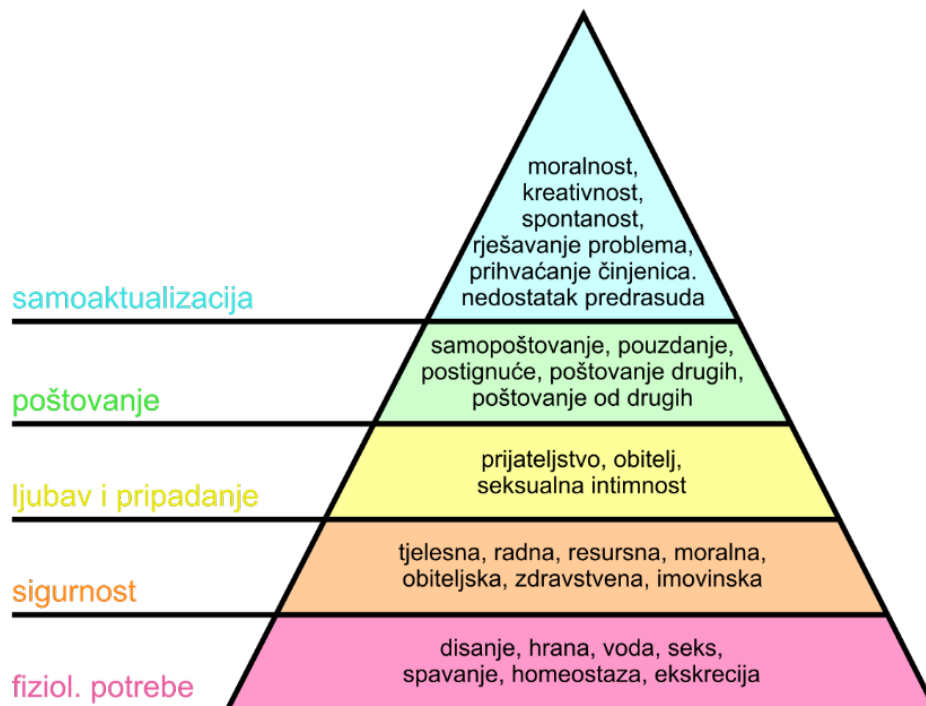 moralnost,
kreativnost,
spontanost,
rješavanje problema,
prihvaćanje činjenica.
nedostatak predrasuda
samoaktualizacija
samopoštovanje, pouzdanje,
postignuće, poštovanje drugih,
poštovanje od drugih
poštovanje
prijateljstvo, obitelj,
seksualna intimnost
ljubav i pripadanje
tjelesna, radna, resursna, moralna,
obiteljska, zdravstvena, imovinska
sigurnost
disanje, hrana, voda, seks,
spavanje, homeostaza, ekskrecija
fiziol. potrebe